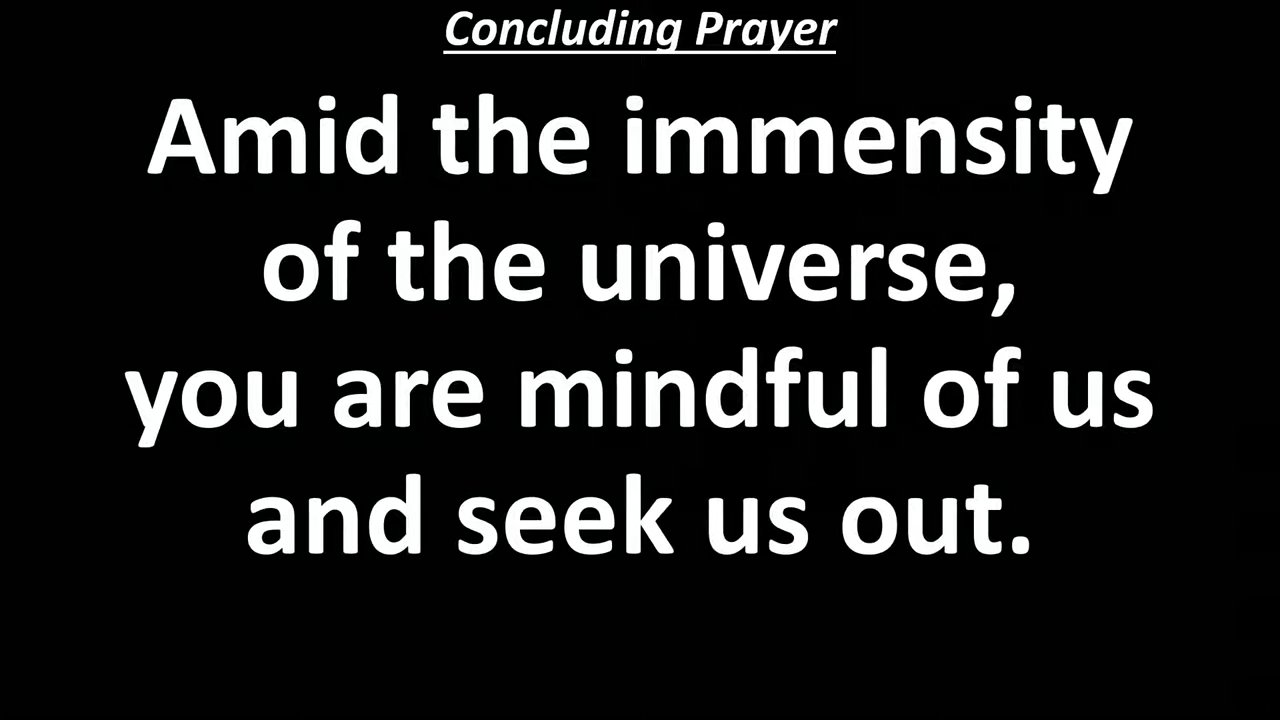 Concluding Prayer
Amid the immensity
of the universe,
you are mindful of us
and seek us out.